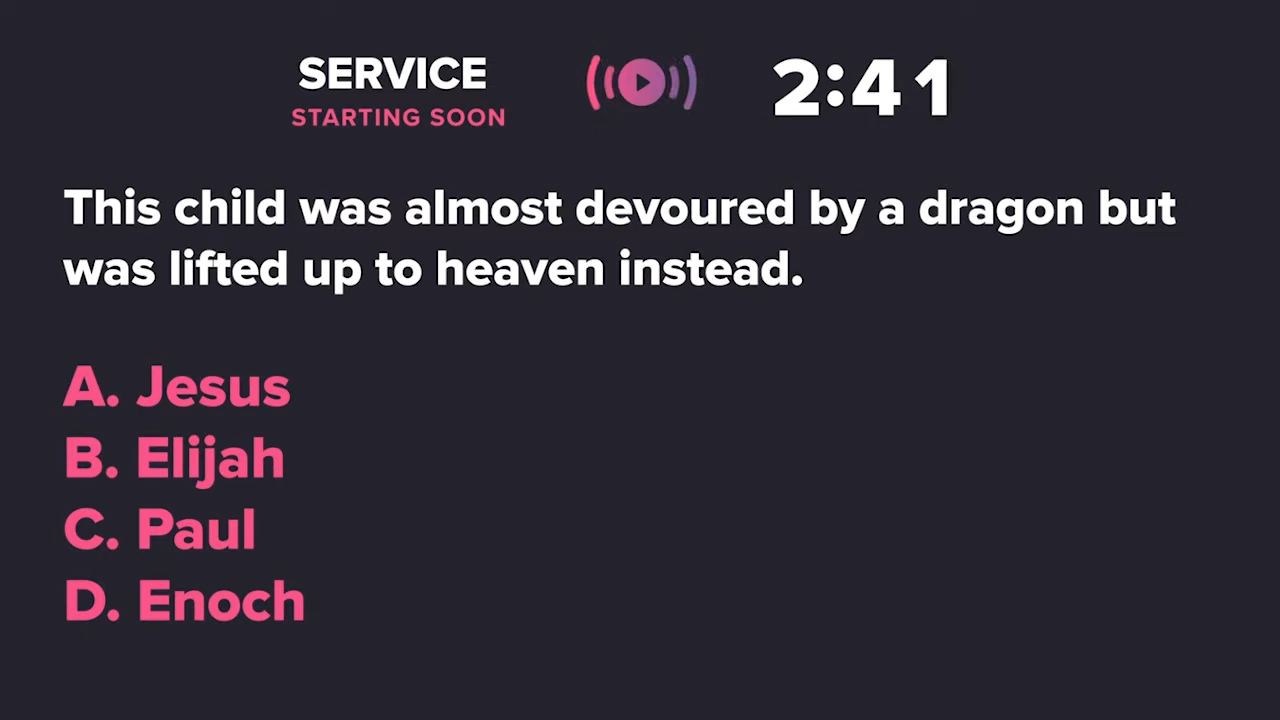 SERVICE
STARTING SOON
2:41
This child was almost devoured by a dragon but
was lifted up to heaven instead.
A. Jesus
B. Elijah
C. Paul
D. Enoch